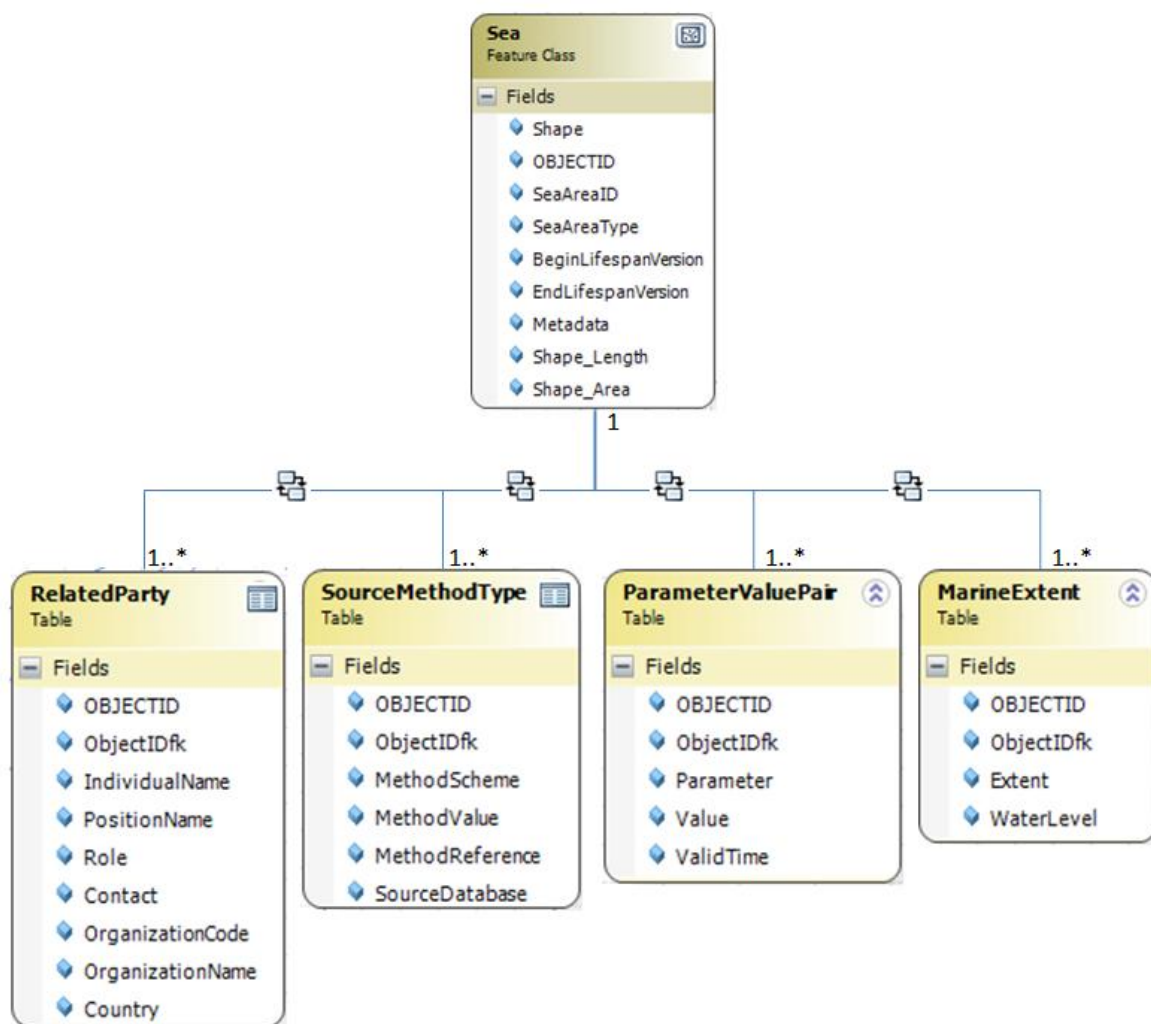 Sea
Feature Class
Fields
Shape
OBJECTID
SeaAreaID
SeaAreaType
BeginLifespanVersion
EndLifespanVersion
Metadata
Shape_Length
Shape_Area
1
1..*
1..*
1..*
1..*
RelatedParty
Table
Fields
OBJECTID
ObjectIDfk
IndividualName
PositionName
Role
Contact
OrganizationCode
OrganizationName
Country
SourceMethodType
Table
Fields
OBJECTID
ObjectIDfk
MethodScheme
MethodValue
MethodReference
SourceDatabase
ParameterValuePair
Table
Fields
OBJECTID
ObjectIDfk
Parameter
Value
ValidTime
MarineExtent
Table
Fields
OBJECTID
ObjectIDfk
Extent
WaterLevel